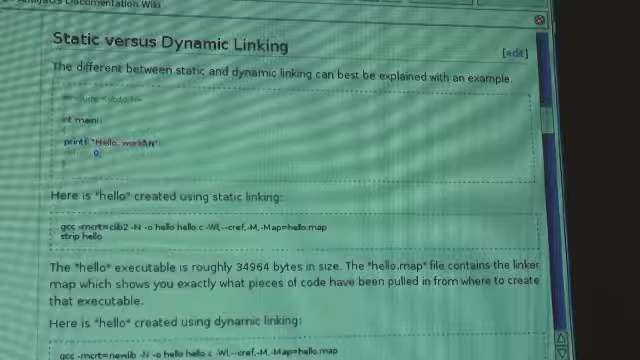 Documentation Wiki
Static versus Dynamic Linking
[edit]
The different between static and dynamic linking can best be explained with an example.
int main(
printf "Hello, world\n"
0
Here is "hello" created using static linking:
gcc -mcrt=clib2 -N -o hello hello.c -Wl,--cref,-M,-Map=hello.map
strip hello
The "hello" executable is roughly 34964 bytes in size. The "hello.map" file contains the linker
map which shows you exactly what pieces of code have been pulled in from where to create
that executable.
Here is "hello" created using dynamic linking:
gcc -mcrt=newlib -N -o hello hello.c -Wl,--cref,-M,-Map=hello.map